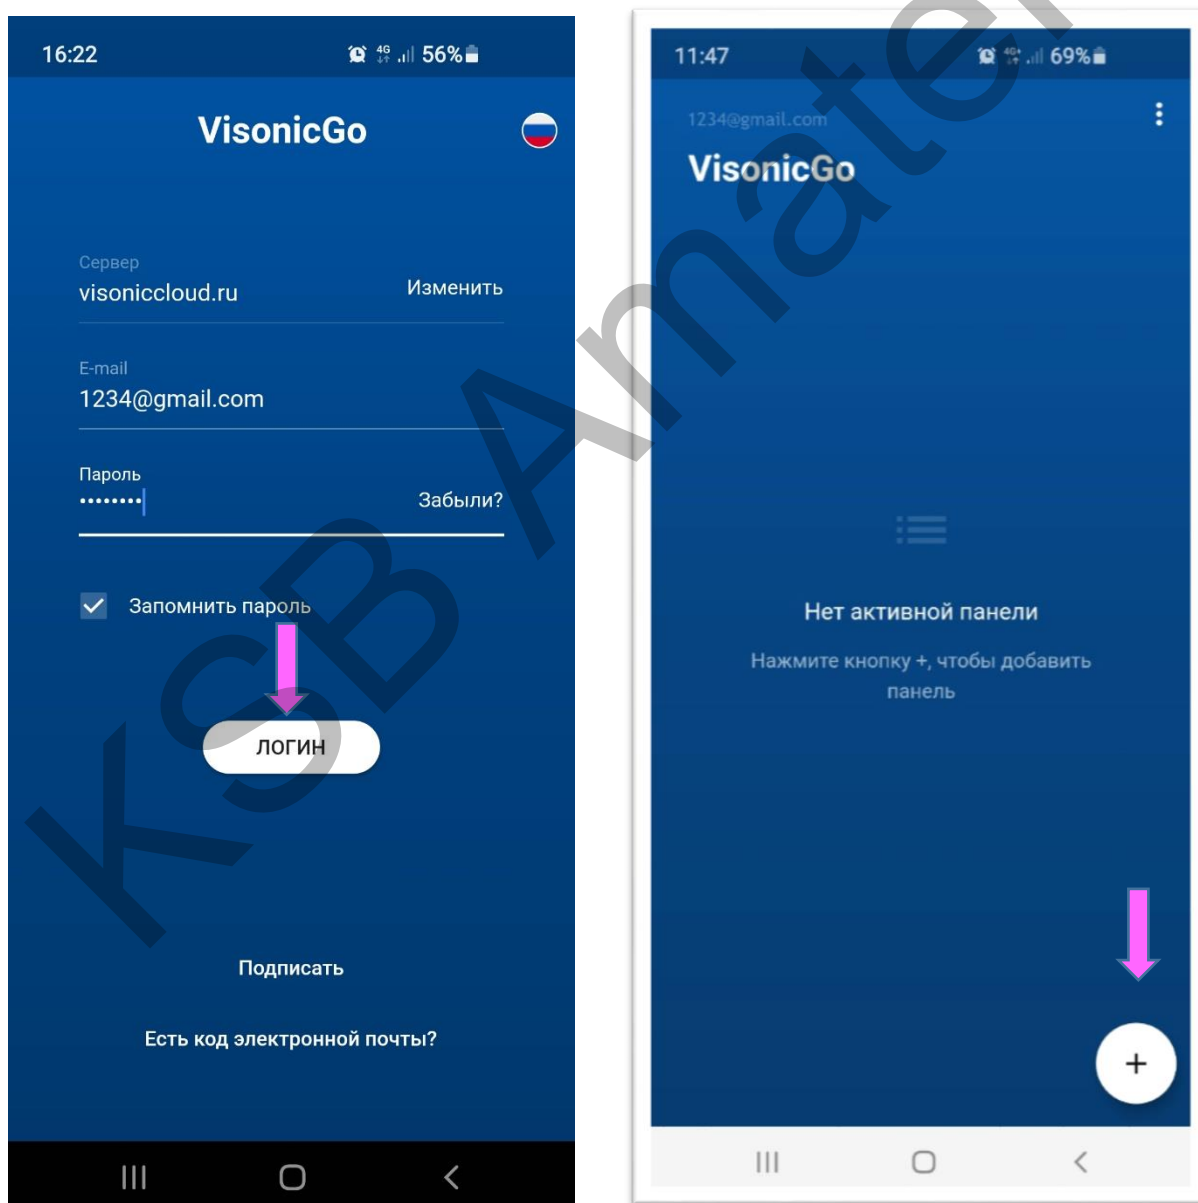 16:22
4G
56%
VisonicGo
Сервер
visoniccloud.ru
Изменить
E-mail
1234@gmail.com
Пароль
••••••••
Забыли?
Запомнить пароль
ЛОГИН
Подписать
Есть код электронной почты?
11:47
4G+
69%
1234@gmail.com
VisonicGo
Нет активной панели
Нажмите кнопку +, чтобы добавить
панель
+
KSB Amater